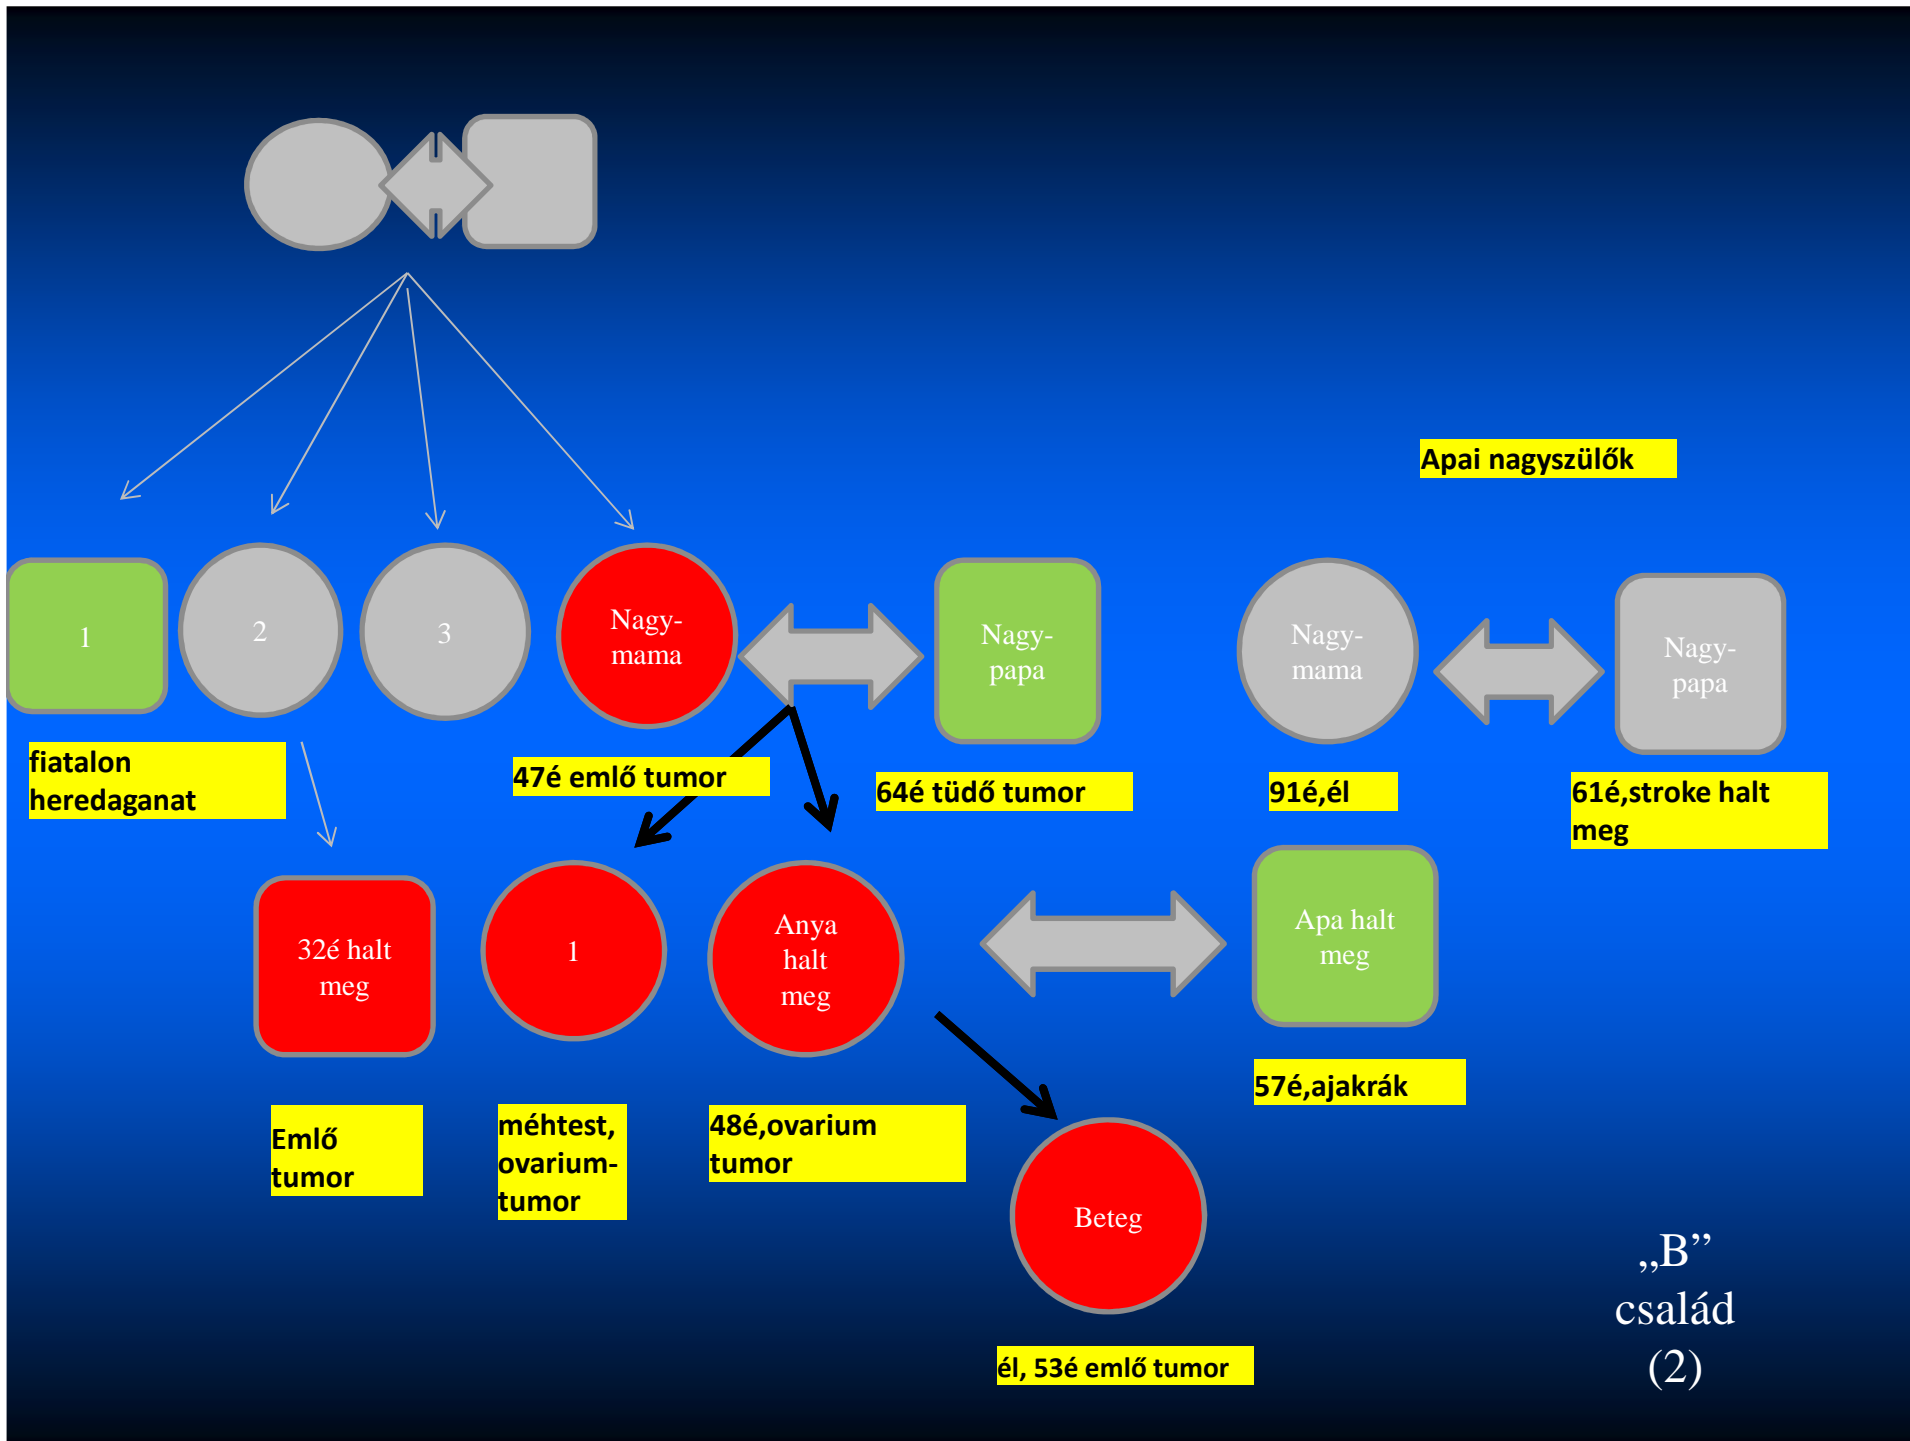 Apai nagyszülők
1
2
3
Nagy-
mama
Nagy-
papa
Nagy-
mama
Nagy-
papa
fiatalon
heredaganat
47é emlő tumor
64é tüdő tumor
91é,él
61é,stroke halt
meg
32é halt
meg
1
Anya
halt
meg
Apa halt
meg
57é,ajakrák
Emlő
tumor
méhtest,
ovarium-
tumor
48é,ovarium
tumor
Beteg
él, 53é emlő tumor
„B”
család
(2)